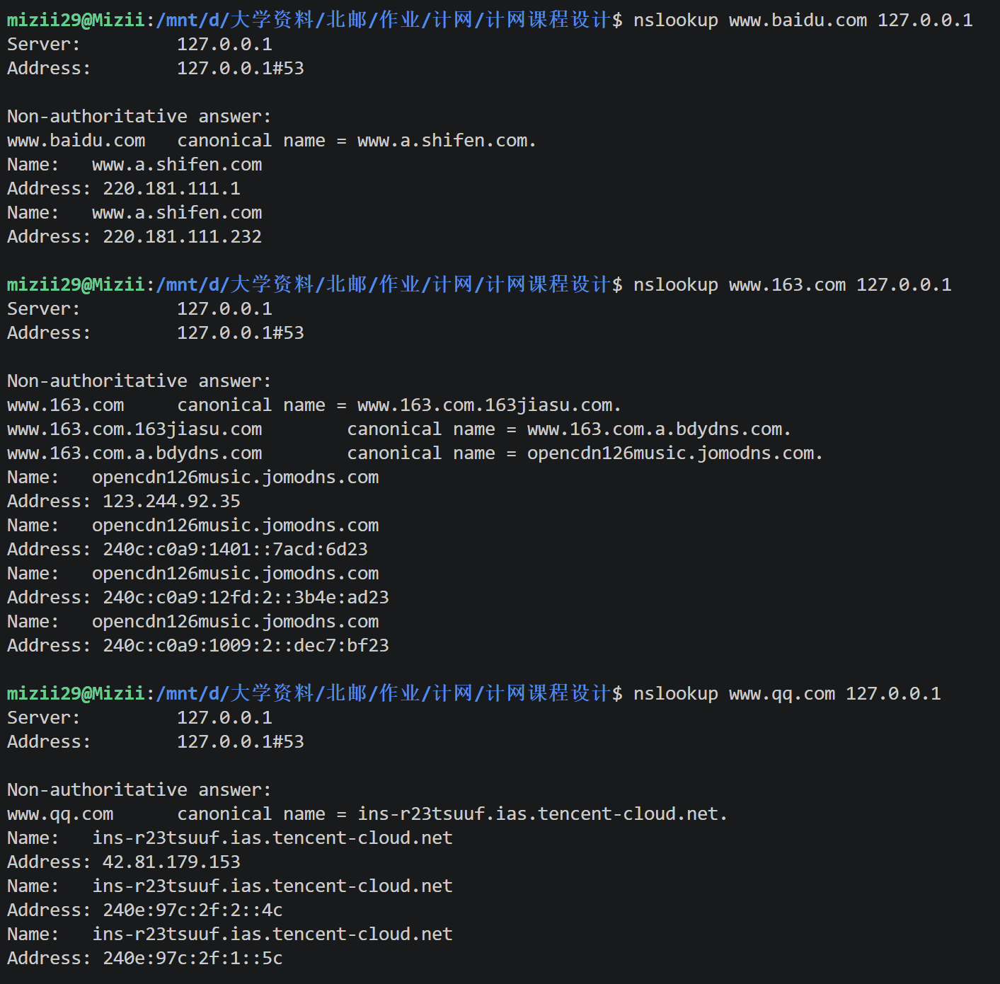 mizii29@Mizii:/mnt/d/大学资料/北邮/作业/计网/计网课程设计$ nslookup www.baidu.com 127.0.0.1
Server:		127.0.0.1
Address:	127.0.0.1#53

Non-authoritative answer:
www.baidu.com	canonical name = www.a.shifen.com.
Name:	www.a.shifen.com
Address: 220.181.111.1
Name:	www.a.shifen.com
Address: 220.181.111.232

mizii29@Mizii:/mnt/d/大学资料/北邮/作业/计网/计网课程设计$ nslookup www.163.com 127.0.0.1
Server:		127.0.0.1
Address:	127.0.0.1#53

Non-authoritative answer:
www.163.com	canonical name = www.163.com.163jiasu.com.
www.163.com.163jiasu.com	canonical name = www.163.com.a.bdydns.com.
www.163.com.a.bdydns.com	canonical name = opencdn126music.jomodns.com.
Name:	opencdn126music.jomodns.com
Address: 123.244.92.35
Name:	opencdn126music.jomodns.com
Address: 240c:c0a9:1401::7acd:6d23
Name:	opencdn126music.jomodns.com
Address: 240c:c0a9:12fd:2::3b4e:ad23
Name:	opencdn126music.jomodns.com
Address: 240c:c0a9:1009:2::dec7:bf23

mizii29@Mizii:/mnt/d/大学资料/北邮/作业/计网/计网课程设计$ nslookup www.qq.com 127.0.0.1
Server:		127.0.0.1
Address:	127.0.0.1#53

Non-authoritative answer:
www.qq.com	canonical name = ins-r23tsuuf.ias.tencent-cloud.net.
Name:	ins-r23tsuuf.ias.tencent-cloud.net
Address: 42.81.179.153
Name:	ins-r23tsuuf.ias.tencent-cloud.net
Address: 240e:97c:2f:2::4c
Name:	ins-r23tsuuf.ias.tencent-cloud.net
Address: 240e:97c:2f:1::5c